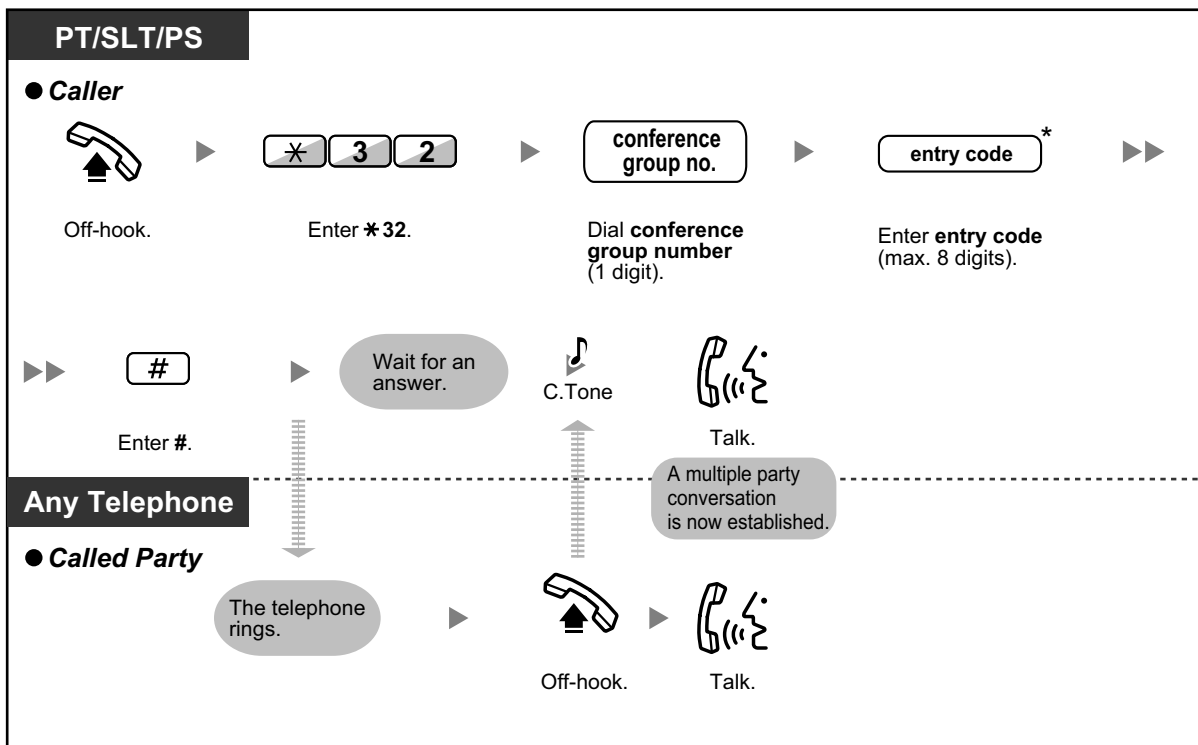 PT/SLT/PS
● Caller
✳ 3 2
conference
group no.
entry code *
Off-hook.
Enter ✳ 32.
Dial conference
group number
(1 digit).
Enter entry code
(max. 8 digits).
#
Wait for an
answer.
C.Tone
Enter #.
Talk.
A multiple party
conversation
is now established.
Any Telephone
● Called Party
The telephone
rings.
Off-hook.
Talk.